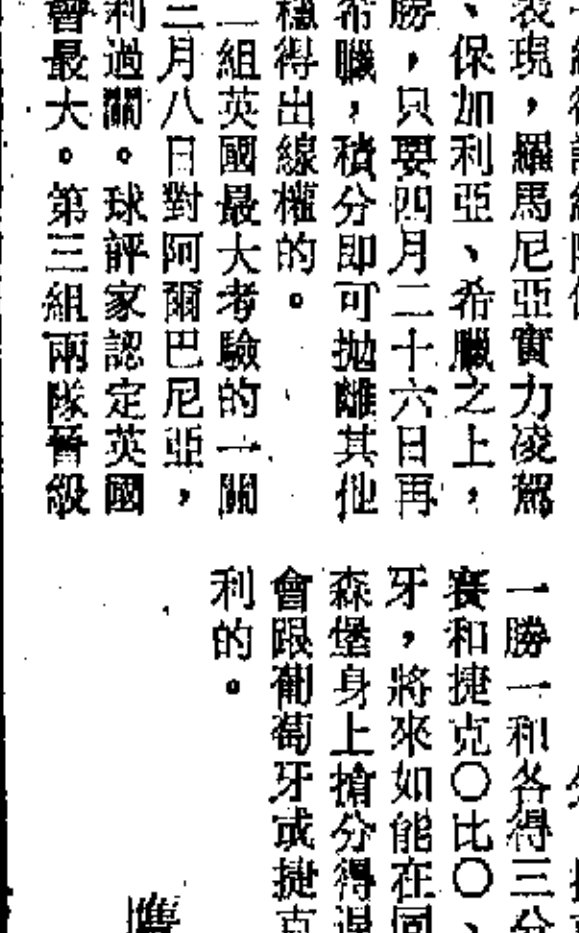 表現，羅馬尼亞實力凌駕
、保加利亞、希臘之上，
勝，只要四月二十六日再
希臘，積分即可拋離其他
穩得出線權的。
二組英國最大考驗的一關
三月八日對阿爾巴尼亞，
利過關。球評家認定英國
會最大。第三組兩隊晉級
一勝一和各得三分
賽和捷克〇比〇、
牙，將來如能在同
森堡身上搶分得
會跟葡萄牙或捷克
利的。